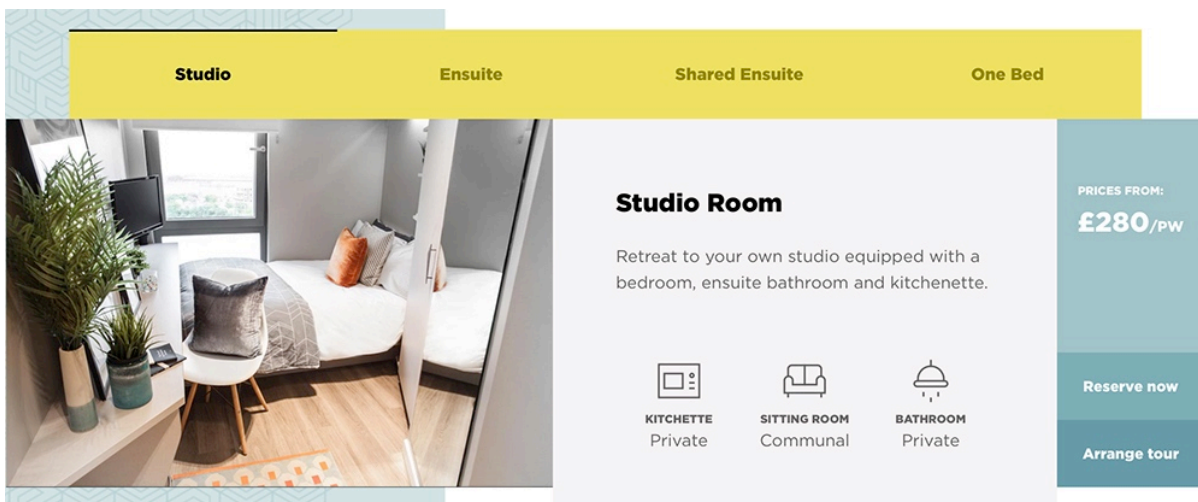 Studio
Ensuite
Shared Ensuite
One Bed
Studio Room
Retreat to your own studio equipped with a
bedroom, ensuite bathroom and kitchenette.
KITCHETTE
Private
SITTING ROOM
Communal
BATHROOM
Private
PRICES FROM:
£280/PW
Reserve now
Arrange tour